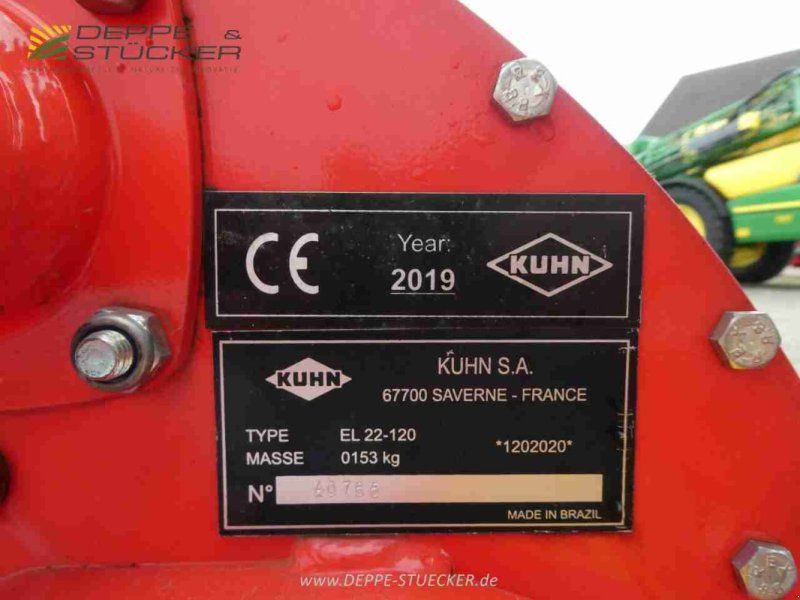 DEPPE &
STÜCKER
CE
Year:
2019
KUHN
KUHN
KUHN S.A.
67700 SAVERNE - FRANCE
TYPE EL 22-120
*1202020*
MASSE 0153 kg
N°
MADE IN BRAZIL
WWW.DEPPE-STUECKER.de